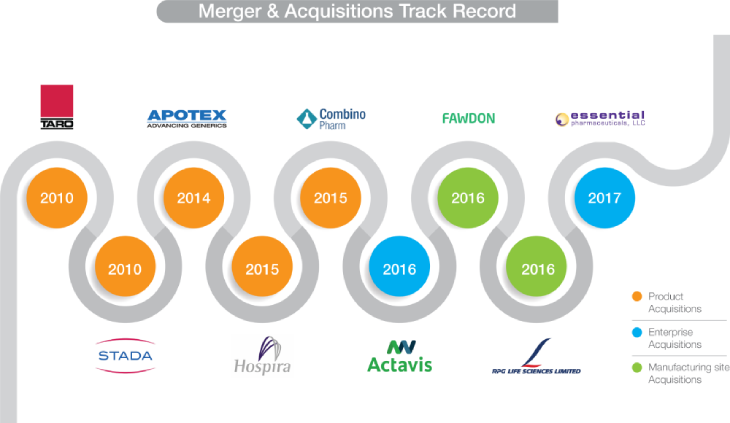 Merger & Acquisitions Track Record
TARO
APOTEX
ADVANCING GENERICS
Combino
Pharm
FAWDON
essential
pharmaceuticals, LLC
2010
2014
2015
2016
2017
2010
2015
2016
2016
STADA
Hospira
Actavis
RPG LIFE SCIENCES LIMITED
Product
Acquisitions
Enterprise
Acquisitions
Manufacturing site
Acquisitions